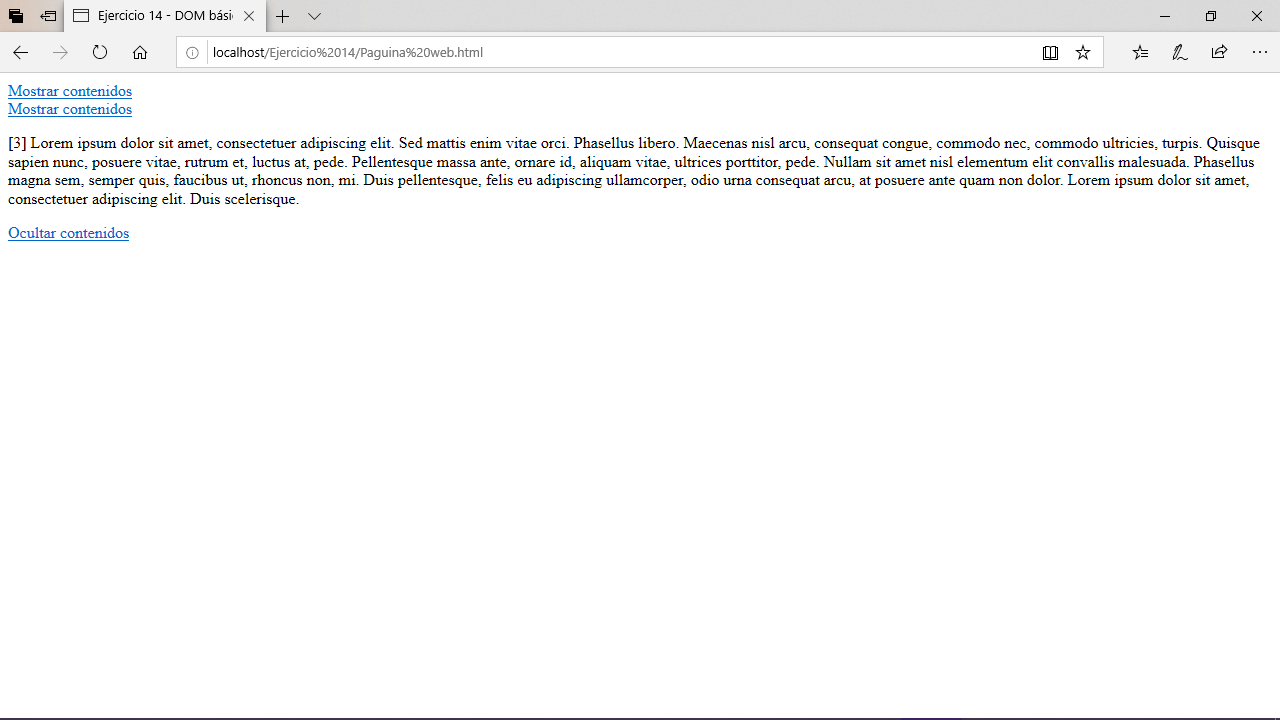 Ejercicio 14 - DOM bási
localhost/Ejercicio%2014/Paguina%20web.html
Mostrar contenidos
Mostrar contenidos
[3] Lorem ipsum dolor sit amet, consectetuer adipiscing elit. Sed mattis enim vitae orci. Phasellus libero. Maecenas nisl arcu, consequat congue, commodo nec, commodo ultricies, turpis. Quisque
sapien nunc, posuere vitae, rutrum et, luctus at, pede. Pellentesque massa ante, ornare id, aliquam vitae, ultrices porttitor, pede. Nullam sit amet nisl elementum elit convallis malesuada. Phasellus
magna sem, semper quis, faucibus ut, rhoncus non, mi. Duis pellentesque, felis eu adipiscing ullamcorper, odio urna consequat arcu, at posuere ante quam non dolor. Lorem ipsum dolor sit amet,
consectetuer adipiscing elit. Duis scelerisque.
Ocultar contenidos